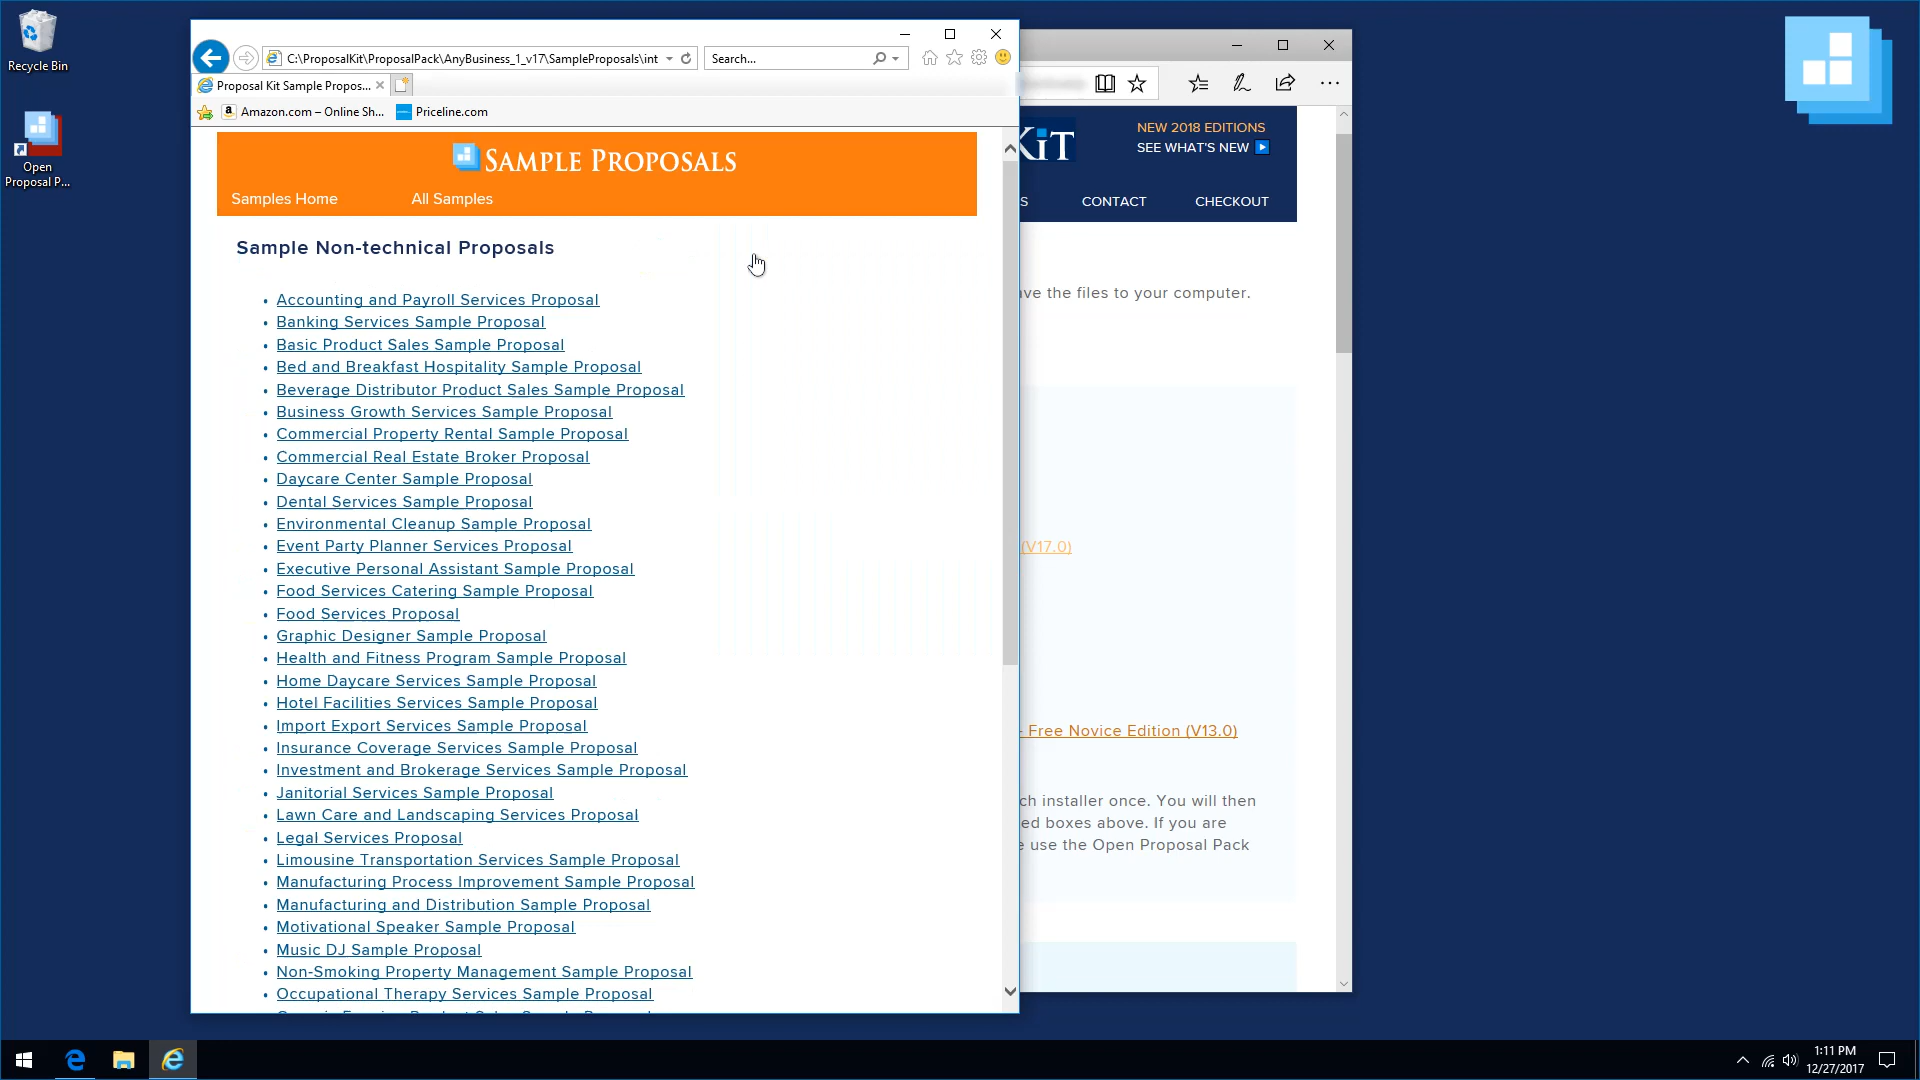 Recycle Bin
Open
Proposal P...
C:\ProposalKit\ProposalPack\AnyBusiness_1_v17\SampleProposals\int
Search...
Proposal Kit Sample Propos...
Amazon.com – Online Sh...
Priceline.com
SAMPLE PROPOSALS
Samples Home
All Samples
Sample Non-technical Proposals
Accounting and Payroll Services Proposal
Banking Services Sample Proposal
Basic Product Sales Sample Proposal
Bed and Breakfast Hospitality Sample Proposal
Beverage Distributor Product Sales Sample Proposal
Business Growth Services Sample Proposal
Commercial Property Rental Sample Proposal
Commercial Real Estate Broker Proposal
Daycare Center Sample Proposal
Dental Services Sample Proposal
Environmental Cleanup Sample Proposal
Event Party Planner Services Proposal
Executive Personal Assistant Sample Proposal
Food Services Catering Sample Proposal
Food Services Proposal
Graphic Designer Sample Proposal
Health and Fitness Program Sample Proposal
Home Daycare Services Sample Proposal
Hotel Facilities Services Sample Proposal
Import Export Services Sample Proposal
Insurance Coverage Services Sample Proposal
Investment and Brokerage Services Sample Proposal
Janitorial Services Sample Proposal
Lawn Care and Landscaping Services Proposal
Legal Services Proposal
Limousine Transportation Services Sample Proposal
Manufacturing Process Improvement Sample Proposal
Manufacturing and Distribution Sample Proposal
Motivational Speaker Sample Proposal
Music DJ Sample Proposal
Non-Smoking Property Management Sample Proposal
Occupational Therapy Services Sample Proposal
KIT
NEW 2018 EDITIONS
SEE WHAT'S NEW
S
CONTACT
CHECKOUT
ave the files to your computer.
(V17.0)
- Free Novice Edition (V13.0)
ch installer once. You will then
ed boxes above. If you are
e use the Open Proposal Pack
1:11 PM
12/27/2017